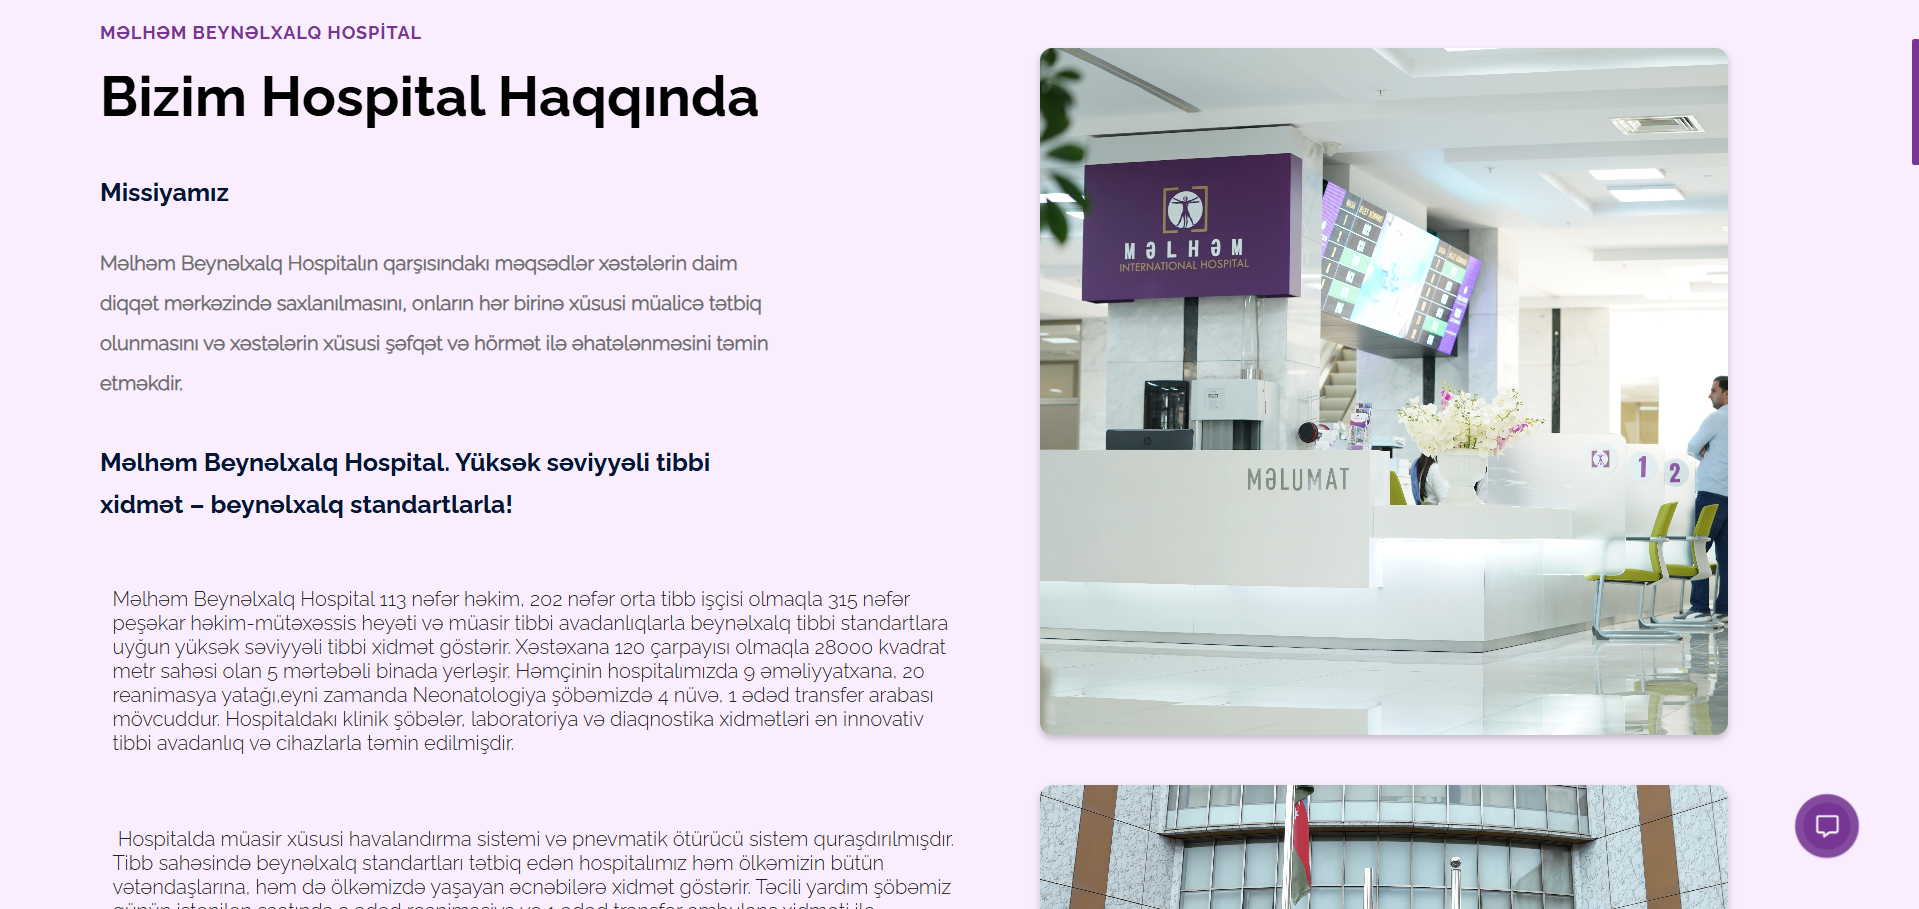 MƏLHƏM BEYNƏLXALQ HOSPİTAL
Bizim Hospital Haqqında
Missiyamız
Məlhəm Beynəlxalq Hospitalın qarşısındakı məqsədlər xəstələrin daim
diqqət mərkəzində saxlanılmasını, onların hər birinə xüsusi müalicə tətbiq
olunmasını və xəstələrin xüsusi şəfqət və hörmət ilə əhatələnməsini təmin
etməkdir.
Məlhəm Beynəlxalq Hospital. Yüksək səviyyəli tibbi
xidmət – beynəlxalq standartlarla!
Məlhəm Beynəlxalq Hospital 113 nəfər həkim, 202 nəfər orta tibb işçisi olmaqla 315 nəfər
peşəkar həkim-mütəxəssis heyəti və müasir tibbi avadanlıqlarla beynəlxalq tibbi standartlara
uyğun yüksək səviyyəli tibbi xidmət göstərir. Xəstəxana 120 çarpayısı olmaqla 28000 kvadrat
metr sahəsi olan 5 mərtəbəli binada yerləşir. Həmçinin hospitalımızda 9 əməliyyatxana, 20
reanimasya yatağı,eyni zamanda Neonatologiya şöbəmizdə 4 nüvə, 1 ədəd transfer arabası
mövcuddur. Hospitaldakı klinik şöbələr, laboratoriya və diaqnostika xidmətləri ən innovativ
tibbi avadanlıq və cihazlarla təmin edilmişdir.
Hospitalda müasir xüsusi havalandırma sistemi və pnevmatik ötürücü sistem quraşdırılmışdır.
Tibb sahəsində beynəlxalq standartları tətbiq edən hospitalımız həm ölkəmizin bütün
vətəndaşlarına, həm də ölkəmizdə yaşayan əcnəbilərə xidmət göstərir. Təcili yardım şöbəmiz
MƏLHƏM
INTERNATIONAL HOSPITAL
MƏLUMAT
1
2